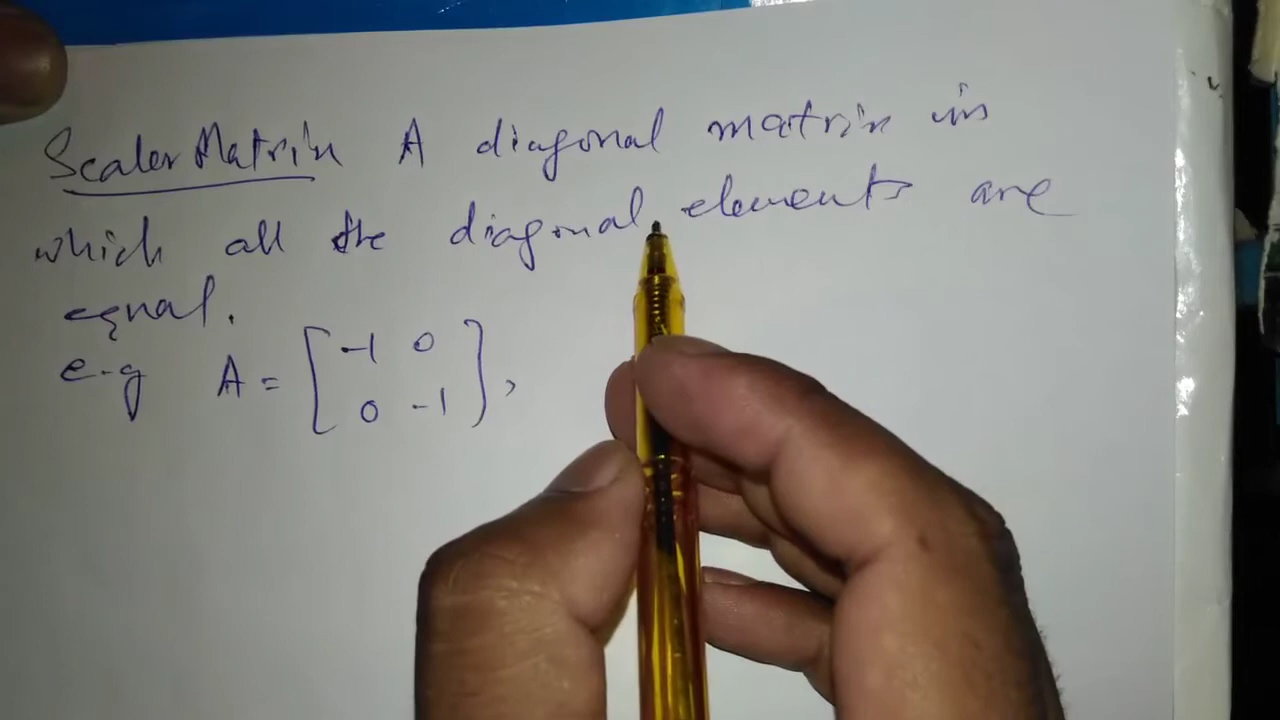 Scaler Matrix A diagonal matrix in
which all the diagonal elements are
equal.
e.g A = [ -1 0
0 -1 ],